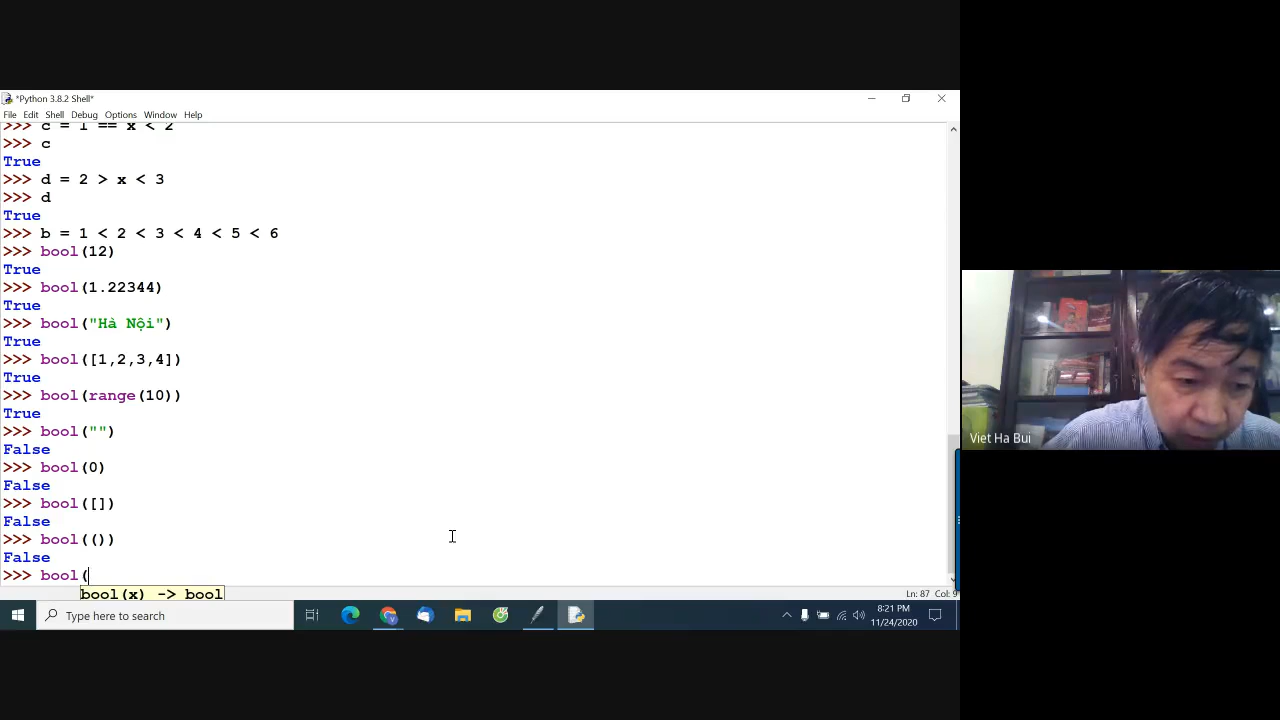 *Python 3.8.2 Shell*
File Edit Shell Debug Options Window Help
>>> c = 1 == x < 2
>>> c
True
>>> d = 2 > x < 3
>>> d
True
>>> b = 1 < 2 < 3 < 4 < 5 < 6
>>> bool(12)
True
>>> bool(1.22344)
True
>>> bool("Hà Nội")
True
>>> bool([1,2,3,4])
True
>>> bool(range(10))
True
>>> bool("")
False
>>> bool(0)
False
>>> bool([])
False
>>> bool(())
False
>>> bool(
bool(x) -> bool
Ln: 87 Col: 9
Type here to search
8:21 PM
11/24/2020
Viet Ha Bui